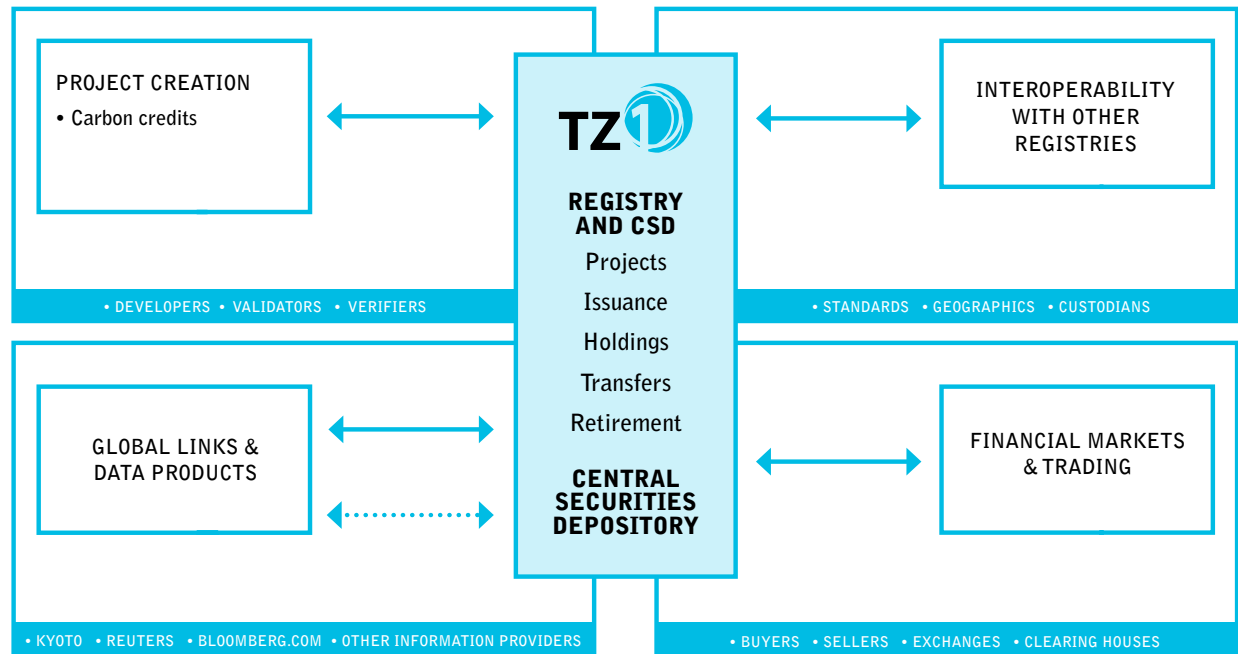 PROJECT CREATION
• Carbon credits
• DEVELOPERS • VALIDATORS • VERIFIERS
TZ1
REGISTRY
AND CSD
Projects
Issuance
Holdings
Transfers
Retirement
CENTRAL
SECURITIES
DEPOSITORY
INTEROPERABILITY
WITH OTHER
REGISTRIES
• STANDARDS • GEOGRAPHICS • CUSTODIANS
GLOBAL LINKS &
DATA PRODUCTS
• KYOTO • REUTERS • BLOOMBERG.COM • OTHER INFORMATION PROVIDERS
FINANCIAL MARKETS
& TRADING
• BUYERS • SELLERS • EXCHANGES • CLEARING HOUSES